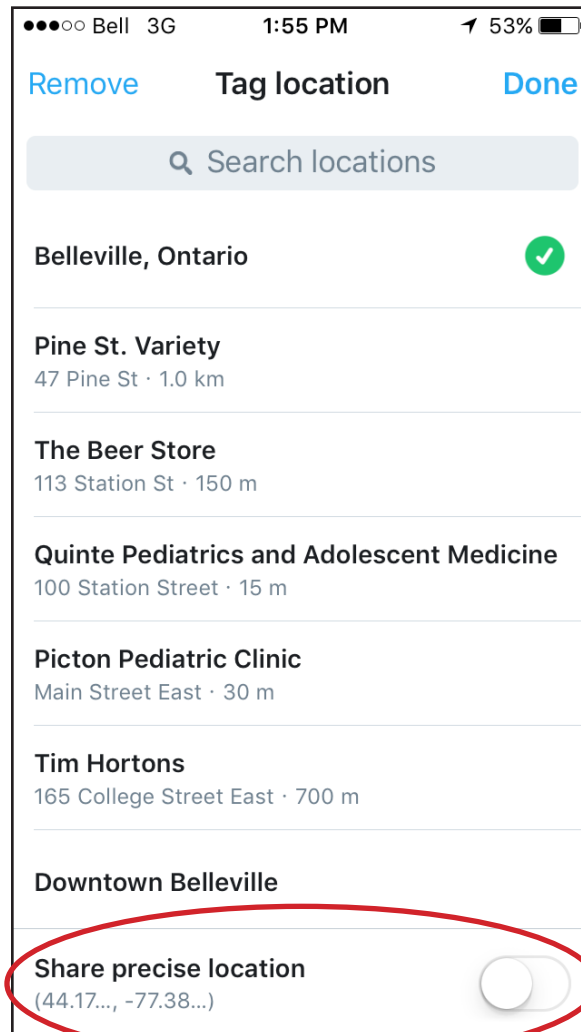 Bell 3G 1:55 PM 53%
Remove Tag location Done
Search locations
Belleville, Ontario
Pine St. Variety
47 Pine St · 1.0 km
The Beer Store
113 Station St · 150 m
Quinte Pediatrics and Adolescent Medicine
100 Station Street · 15 m
Picton Pediatric Clinic
Main Street East · 30 m
Tim Hortons
165 College Street East · 700 m
Downtown Belleville
Share precise location
(44.17..., -77.38...)